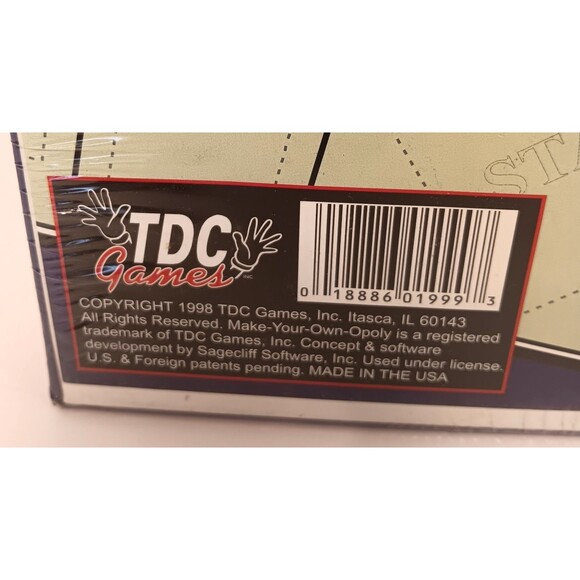 STA
TDC
Games INC.
0 18886 01999 3
COPYRIGHT 1998 TDC Games, Inc. Itasca, IL 60143
All Rights Reserved. Make-Your-Own-Opoly is a registered
trademark of TDC Games, Inc. Concept & software
development by Sagecliff Software, Inc. Used under license.
U.S. & Foreign patents pending. MADE IN THE USA